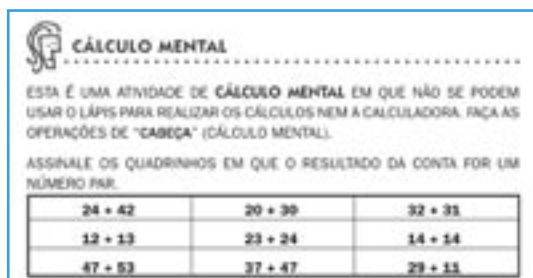 CÁLCULO MENTAL
ESTA É UMA ATIVIDADE DE CÁLCULO MENTAL EM QUE NÃO SE PODEM
USAR O LÁPIS PARA REALIZAR OS CÁLCULOS NEM A CALCULADORA. FAÇA AS
OPERAÇÕES DE "CABEÇA" (CÁLCULO MENTAL).
ASSINALE OS QUADRINHOS EM QUE O RESULTADO DA CONTA FOR UM
NÚMERO PAR.
24 + 42 20 + 30 32 + 31
12 + 13 23 + 24 14 + 14
47 + 53 37 + 47 29 + 11